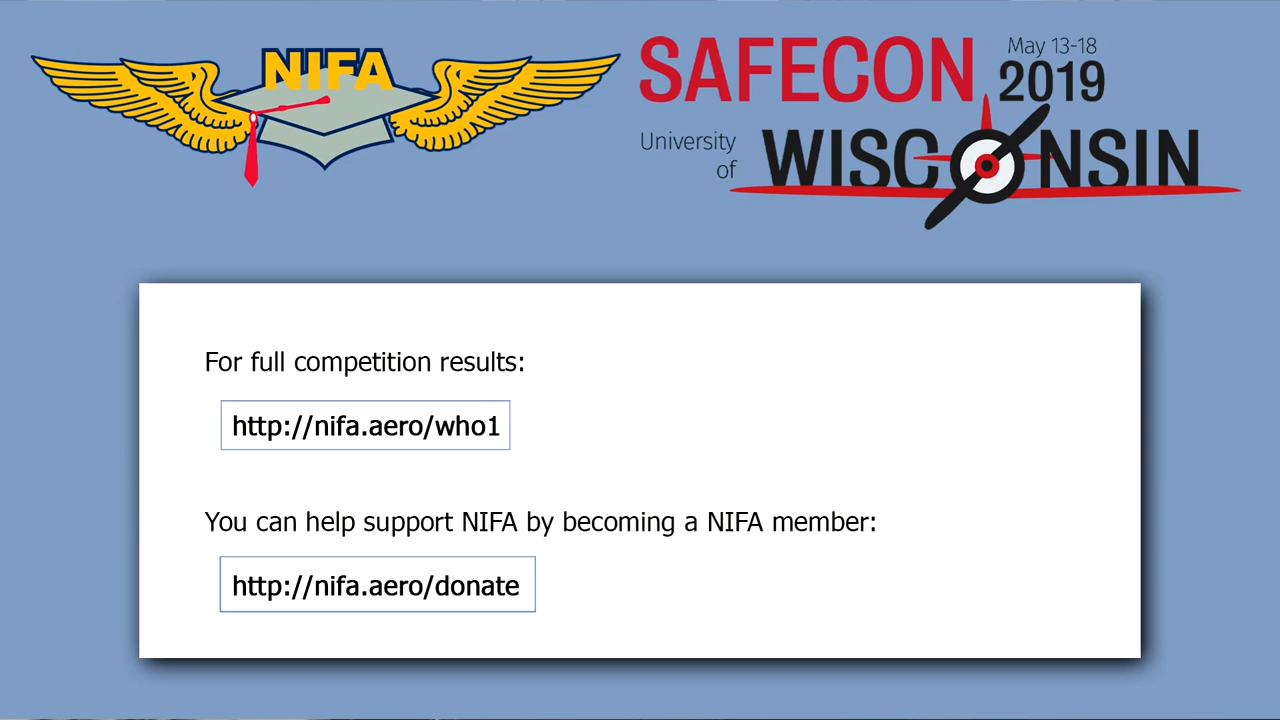 NIFA
SAFECON
May 13-18
2019
University
of
WISCONSIN
For full competition results:
http://nifa.aero/who1
You can help support NIFA by becoming a NIFA member:
http://nifa.aero/donate